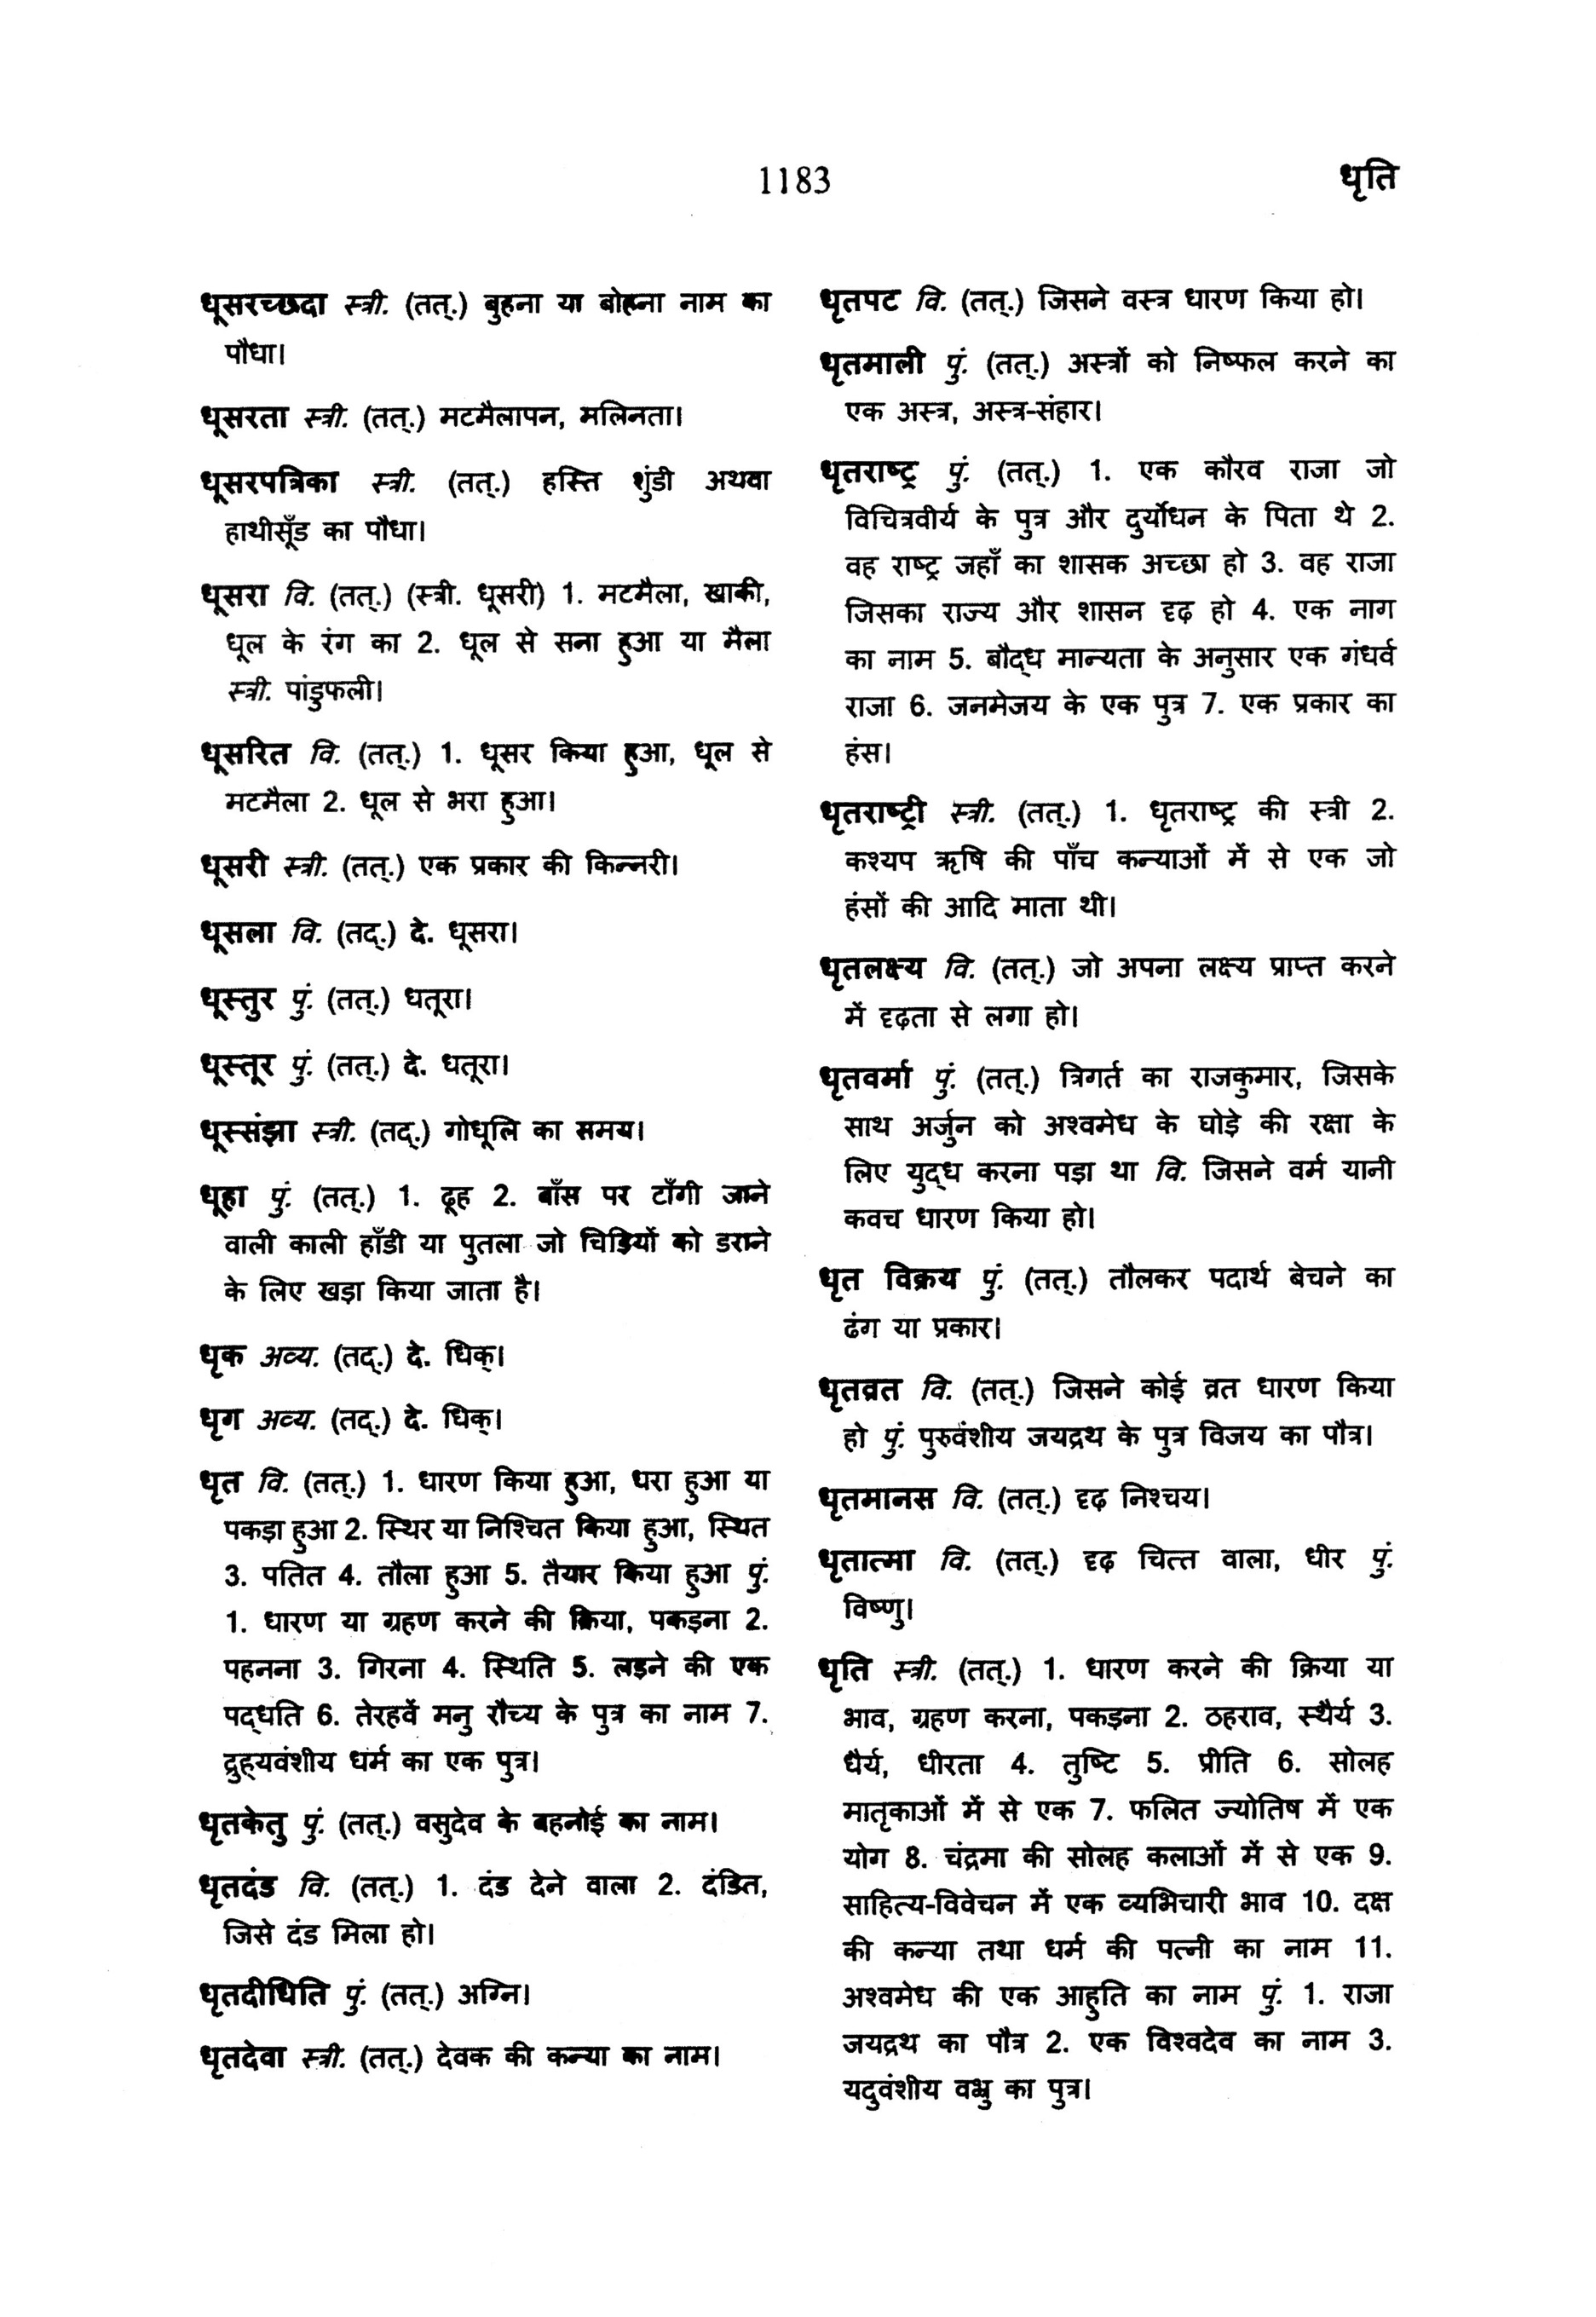 1183
धृति
धूसरच्छदा स्त्री. (तत्.) बुहना या बोहना नाम का
पौधा।
धूसरता स्त्री. (तत्.) मटमैलापन, मलिनता।
धूसरपत्रिका स्त्री. (तत्.) हस्ति शुंडी अथवा
हाथीसूँड का पौधा।
धूसरा वि. (तत्.) (स्त्री. धूसरी) 1. मटमैला, खाकी,
धूल के रंग का 2. धूल से सना हुआ या मैला
स्त्री. पांडुफली।
धूसरित वि. (तत्.) 1. धूसर किया हुआ, धूल से
मटमैला 2. धूल से भरा हुआ।
धूसरी स्त्री. (तत्.) एक प्रकार की किन्नरी।
धूसला वि. (तद्.) दे. धूसरा।
धूस्तुर पुं. (तत्.) धतूरा।
धूस्तूर पुं. (तत्.) दे. धतूरा।
धूस्संझा स्त्री. (तद्.) गोधूलि का समय।
धूहा पुं. (तत्.) 1. ढूह 2. बाँस पर टाँगी जाने
वाली काली हाँडी या पुतला जो चिड़ियों को डराने
के लिए खड़ा किया जाता है।
धृक अव्य. (तद्.) दे. धिक्।
धृग अव्य. (तद्.) दे. धिक्।
धृत वि. (तत्.) 1. धारण किया हुआ, धरा हुआ या
पकड़ा हुआ 2. स्थिर या निश्चित किया हुआ, स्थित
3. पतित 4. तौला हुआ 5. तैयार किया हुआ पुं.
1. धारण या ग्रहण करने की क्रिया, पकड़ना 2.
पहनना 3. गिरना 4. स्थिति 5. लड़ने की एक
पद्धति 6. तेरहवें मनु रौच्य के पुत्र का नाम 7.
द्रुह्यवंशीय धर्म का एक पुत्र।
धृतकेतु पुं. (तत्.) वसुदेव के बहनोई का नाम।
धृतदंड वि. (तत्.) 1. दंड देने वाला 2. दंडित,
जिसे दंड मिला हो।
धृतदीधिति पुं. (तत्.) अग्नि।
धृतदेवा स्त्री. (तत्.) देवक की कन्या का नाम।
धृतपट वि. (तत्.) जिसने वस्त्र धारण किया हो।
धृतमाली पुं. (तत्.) अस्त्रों को निष्फल करने का
एक अस्त्र, अस्त्र-संहार।
धृतराष्ट्र पुं. (तत्.) 1. एक कौरव राजा जो
विचित्रवीर्य के पुत्र और दुर्योधन के पिता थे 2.
वह राष्ट्र जहाँ का शासक अच्छा हो 3. वह राजा
जिसका राज्य और शासन दृढ़ हो 4. एक नाग
का नाम 5. बौद्ध मान्यता के अनुसार एक गंधर्व
राजा 6. जनमेजय के एक पुत्र 7. एक प्रकार का
हंस।
धृतराष्ट्री स्त्री. (तत्.) 1. धृतराष्ट्र की स्त्री 2.
कश्यप ऋषि की पाँच कन्याओं में से एक जो
हंसों की आदि माता थी।
धृतलक्ष्य वि. (तत्.) जो अपना लक्ष्य प्राप्त करने
में दृढ़ता से लगा हो।
धृतवर्मा पुं. (तत्.) त्रिगर्त का राजकुमार, जिसके
साथ अर्जुन को अश्वमेध के घोड़े की रक्षा के
लिए युद्ध करना पड़ा था वि. जिसने वर्म यानी
कवच धारण किया हो।
धृत विक्रय पुं. (तत्.) तौलकर पदार्थ बेचने का
ढंग या प्रकार।
धृतव्रत वि. (तत्.) जिसने कोई व्रत धारण किया
हो पुं. पुरुवंशीय जयद्रथ के पुत्र विजय का पौत्र।
धृतमानस वि. (तत्.) दृढ़ निश्चय।
धृतात्मा वि. (तत्.) दृढ़ चित्त वाला, धीर पुं.
विष्णु।
धृति स्त्री. (तत्.) 1. धारण करने की क्रिया या
भाव, ग्रहण करना, पकड़ना 2. ठहराव, स्थैर्य 3.
धैर्य, धीरता 4. तुष्टि 5. प्रीति 6. सोलह
मातृकाओं में से एक 7. फलित ज्योतिष में एक
योग 8. चंद्रमा की सोलह कलाओं में से एक 9.
साहित्य-विवेचन में एक व्यभिचारी भाव 10. दक्ष
की कन्या तथा धर्म की पत्नी का नाम 11.
अश्वमेध की एक आहुति का नाम पुं. 1. राजा
जयद्रथ का पौत्र 2. एक विश्वदेव का नाम 3.
यदुवंशीय वभ्रु का पुत्र।